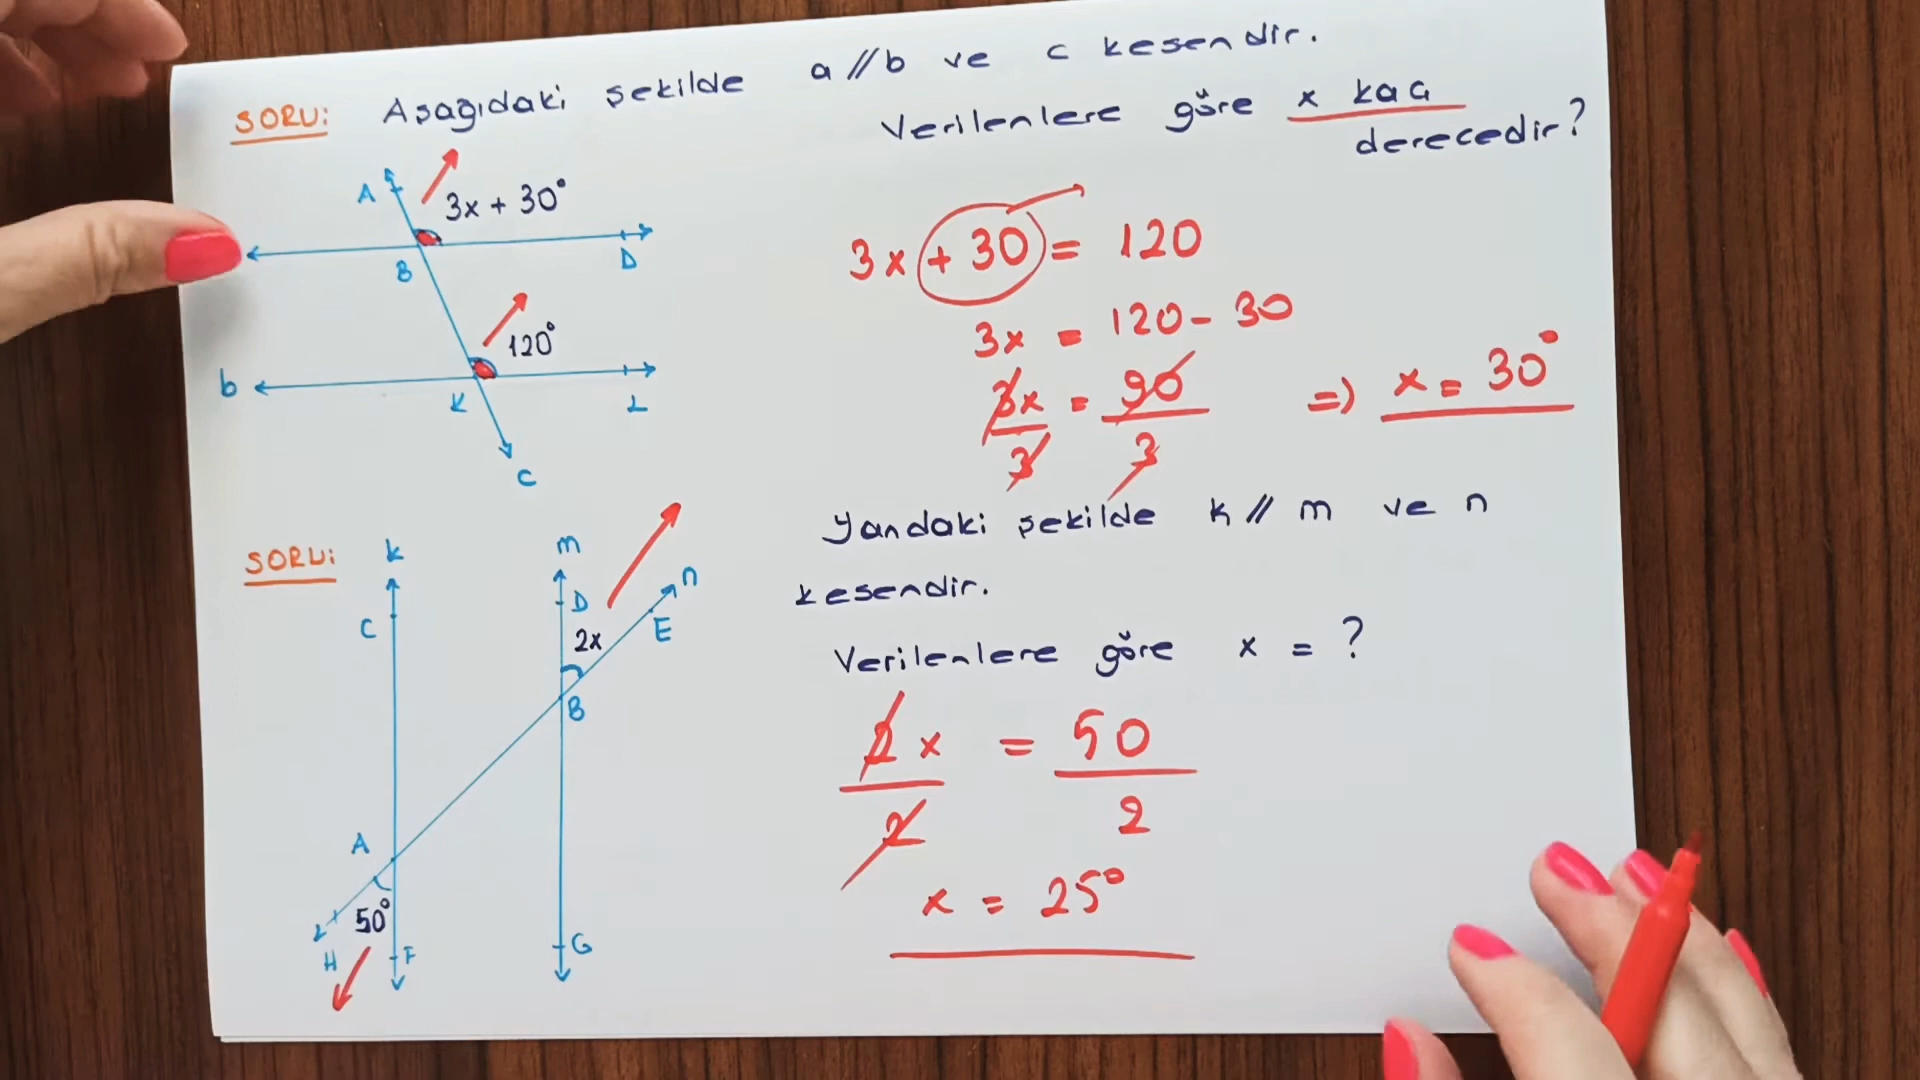 SORU: Aşağıdaki şekilde a // b ve c kesendir.
Verilenlere göre x kaç
derecedir?
A
3x + 30°
B
D
120°
b
K
L
C
3x + 30 = 120
3x = 120 - 30
3x = 90 => x = 30°
3 3
SORU:
k
m
n
C
D
E
2x
B
A
50°
H
F
G
Yandaki şekilde k // m ve n
kesendir.
Verilenlere göre x = ?
2x = 50
2 2
x = 25°